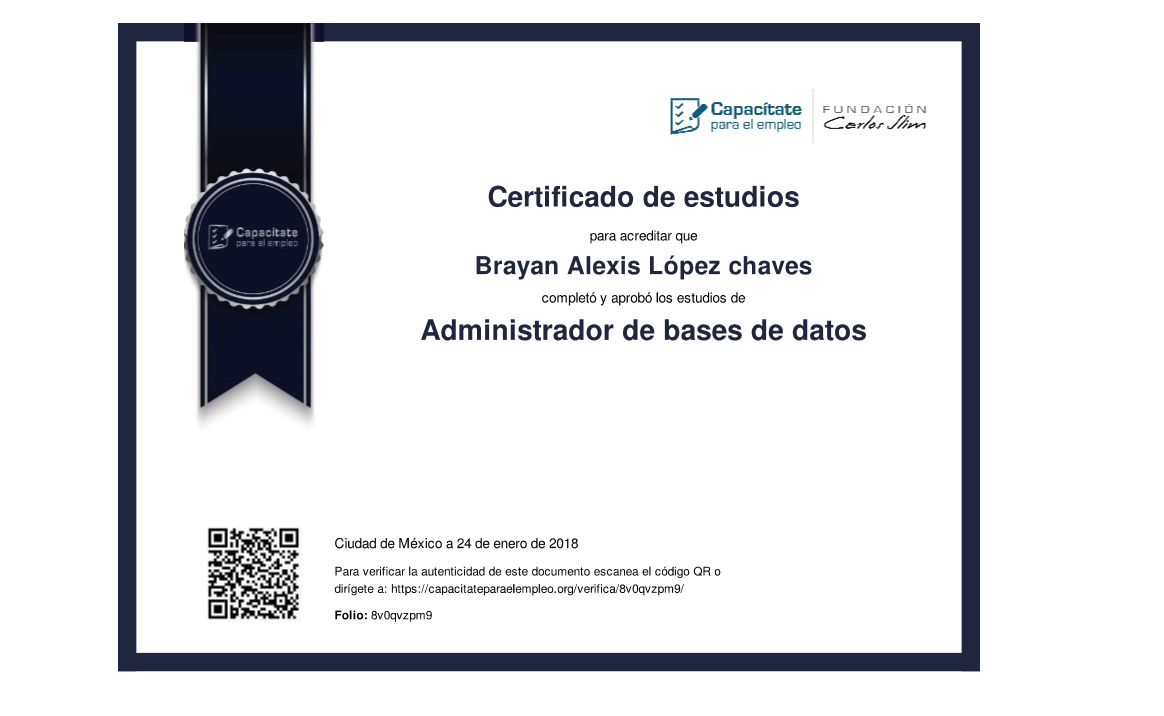 Capacítate
para el empleo
FUNDACIÓN
Carlos Slim
Certificado de estudios
para acreditar que
Brayan Alexis López chaves
completó y aprobó los estudios de
Administrador de bases de datos
Capacítate
para el empleo
Ciudad de México a 24 de enero de 2018
Para verificar la autenticidad de este documento escanea el código QR o
dirígete a: https://capacitateparaelempleo.org/verifica/8v0qvzpm9/
Folio: 8v0qvzpm9